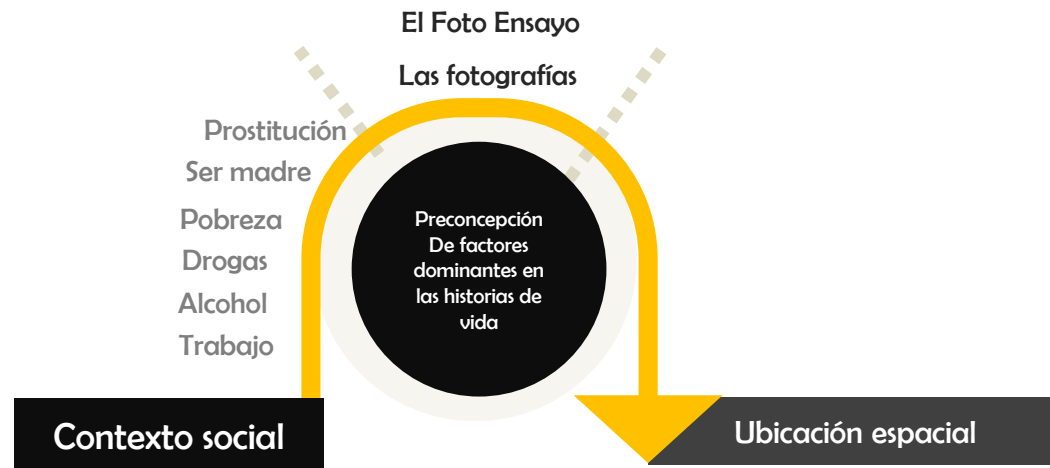 El Foto Ensayo
Las fotografías
Prostitución
Ser madre
Pobreza
Drogas
Alcohol
Trabajo
Preconcepción
De factores
dominantes en
las historias de
vida
Contexto social
Ubicación espacial